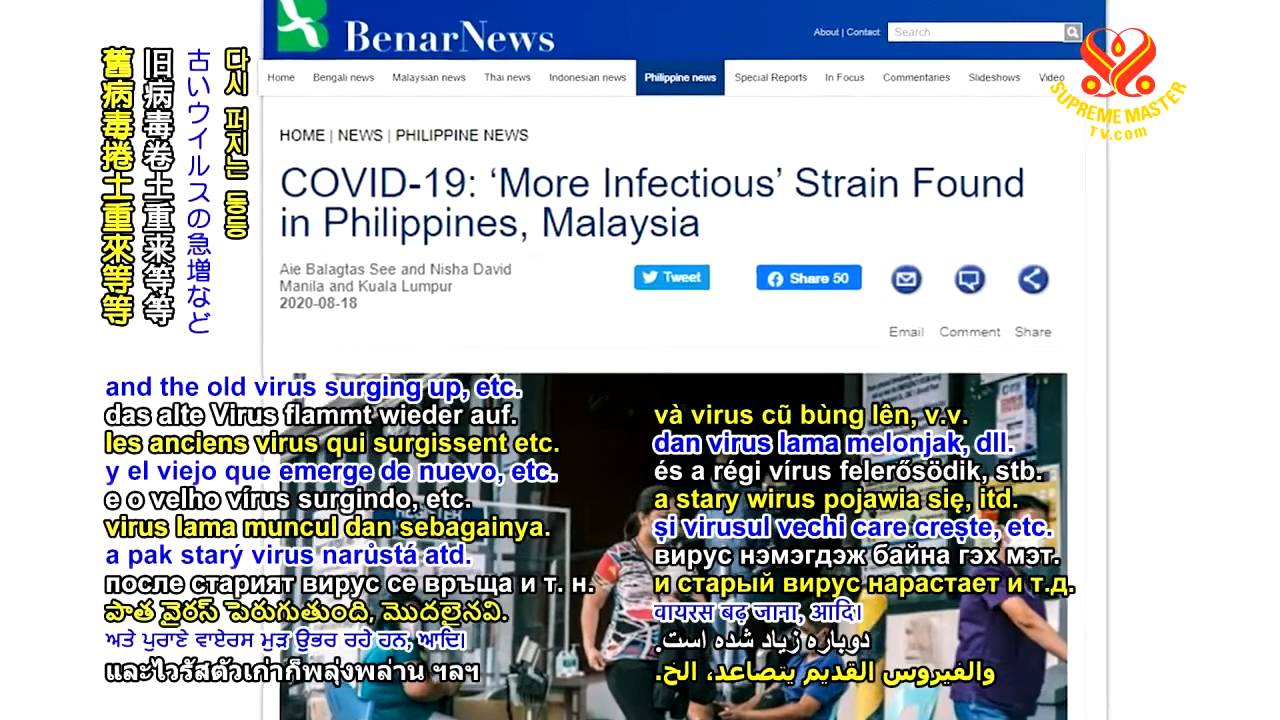 BenarNews
About | Contact
Search
Home Bengali news Malaysian news Thai news Indonesian news Philippine news Special Reports In Focus Commentaries Slideshows Video
SUPREME MASTER
TV.com
HOME | NEWS | PHILIPPINE NEWS
COVID-19: ‘More Infectious’ Strain Found
in Philippines, Malaysia
Aie Balagtas See and Nisha David
Manila and Kuala Lumpur
2020-08-18
Tweet
Share 50
Email Comment Share
다시 퍼지는 등등
古いウイルスの急増など
旧病毒卷土重来等等
舊病毒捲土重來等等
and the old virus surging up, etc.
das alte Virus flammt wieder auf.
les anciens virus qui surgissent etc.
y el viejo que emerge de nuevo, etc.
e o velho vírus surgindo, etc.
virus lama muncul dan sebagainya.
a pak starý virus narůstá atd.
после старият вирус се връща и т. н.
పాత వైరస్ పెరుగుతుంది, మొదలైనవి.
ਅਤੇ ਪੁਰਾਣੇ ਵਾਏਰਸ ਮੁੜ ਉਭਰ ਰਹੇ ਹਨ, ਆਦਿ।
และไวรัสตัวเก่าก็พลุ่งพล่าน ฯลฯ
và virus cũ bùng lên, v.v.
dan virus lama melonjak, dll.
és a régi vírus felerősödik, stb.
a stary wirus pojawia się, itd.
și virusul vechi care crește, etc.
вирус нэмэгдэж байна гэх мэт.
и старый вирус нарастает и т.д.
वायरस बढ़ जाना, आदि।
دوباره زیاد شده است.
والفيروس القديم يتصاعد، الخ.